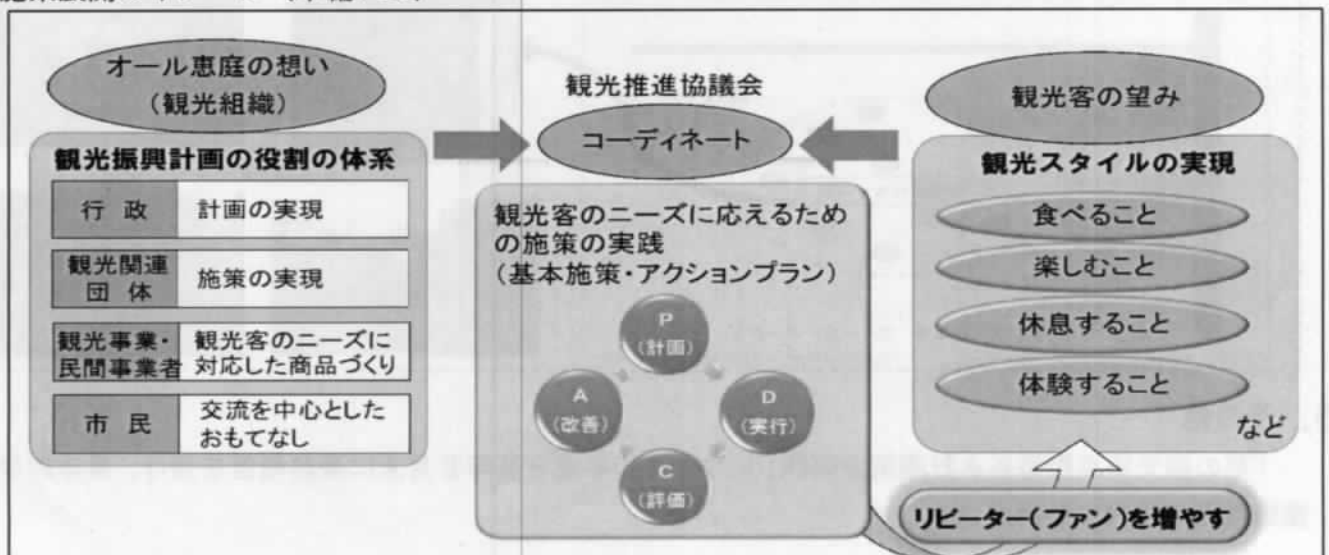 オール恵庭の想い
(観光組織)
観光振興計画の役割の体系
行 政
計画の実現
観光関連
団 体
施策の実現
観光事業・
民間事業者
観光客のニーズに
対応した商品づくり
市 民
交流を中心とした
おもてなし
観光推進協議会
コーディネート
観光客のニーズに応えるため
の施策の実践
(基本施策・アクションプラン)
P
(計画)
A
(改善)
D
(実行)
C
(評価)
観光客の望み
観光スタイルの実現
食べること
楽しむこと
休息すること
体験すること
など
リピーター(ファン)を増やす